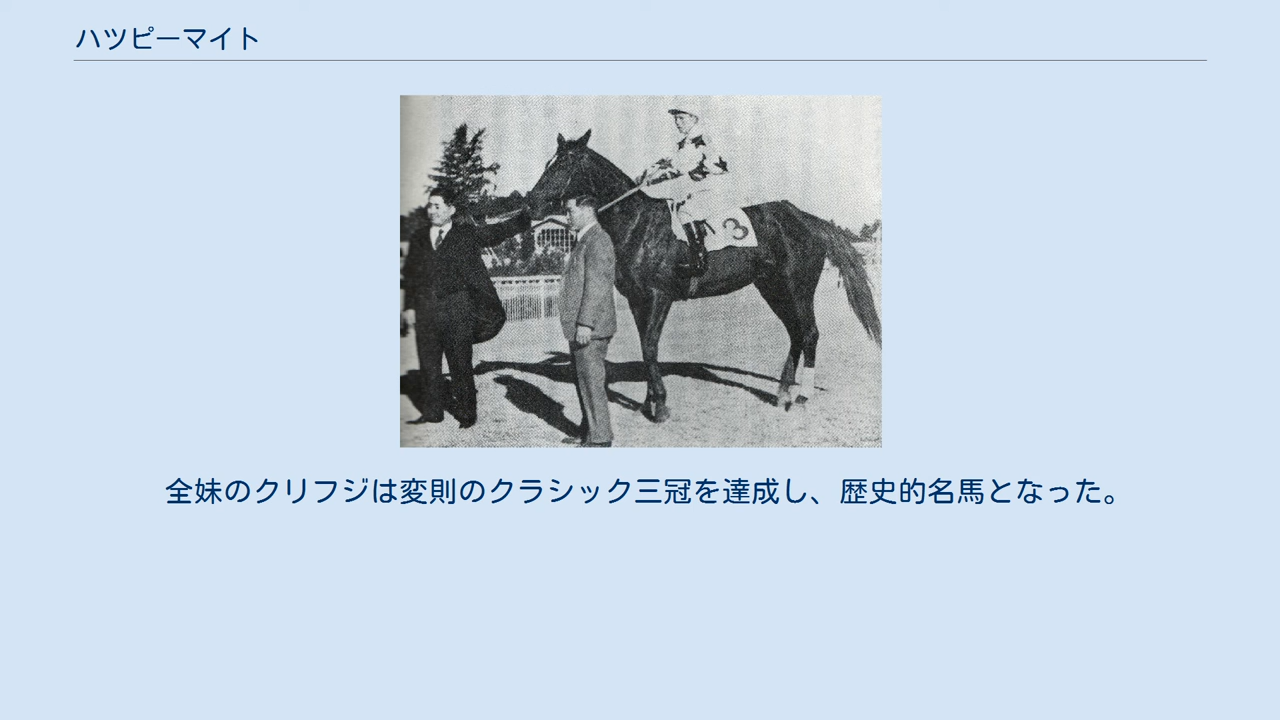 ハツピーマイト
3
全妹のクリフジは変則のクラシック三冠を達成し、歴史的名馬となった。